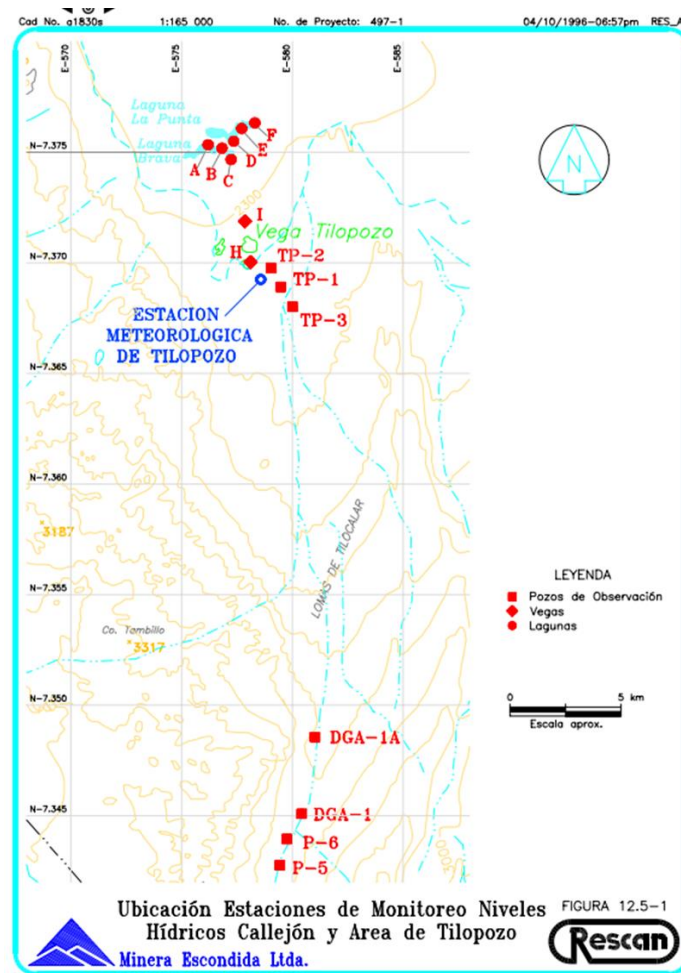 Cad No. a1830s 1:165 000 No. de Proyecto: 497-1 04/10/1996-06:57pm RES_A
E-570 E-575 E-580 E-585
Laguna
La Punta
Laguna
Brava
N-7.375
A B C D E F
2300
I
Vega Tilopozo
N-7.370
H TP-2
TP-1
TP-3
ESTACION
METEOROLOGICA
DE TILOPOZO
N-7.365
N-7.360
3187
LOMAS DE TILOCALAR
N-7.355
Co. Tambillo
3317
N-7.350
DGA-1A
N-7.345
DGA-1
P-6
P-5
3000
N
LEYENDA
Pozos de Observación
Vegas
Lagunas
0 5 km
Escala aprox.
Ubicación Estaciones de Monitoreo Niveles
Hídricos Callejón y Area de Tilopozo
Minera Escondida Ltda.
FIGURA 12.5-1
Rescan